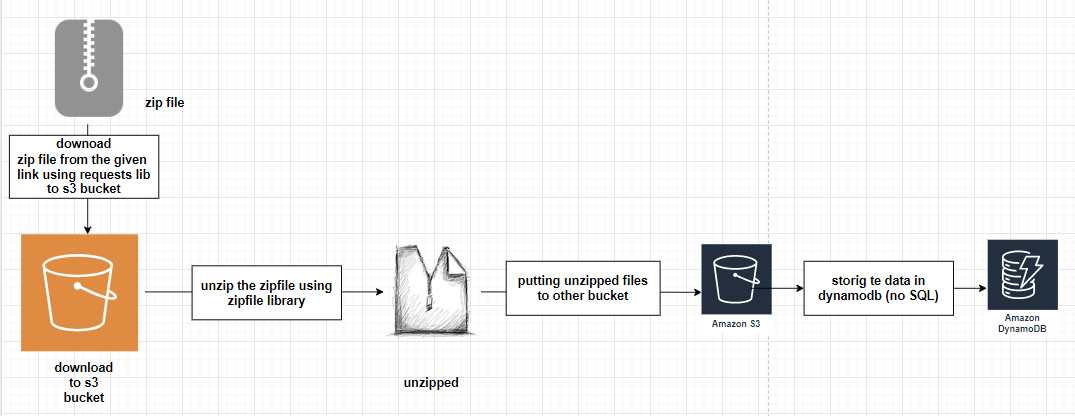 zip file
downoad
zip file from the given
link using requests lib
to s3 bucket
download
to s3
bucket
unzip the zipfile using
zipfile library
unzipped
putting unzipped files
to other bucket
Amazon S3
storig te data in
dynamodb (no SQL)
Amazon
DynamoDB